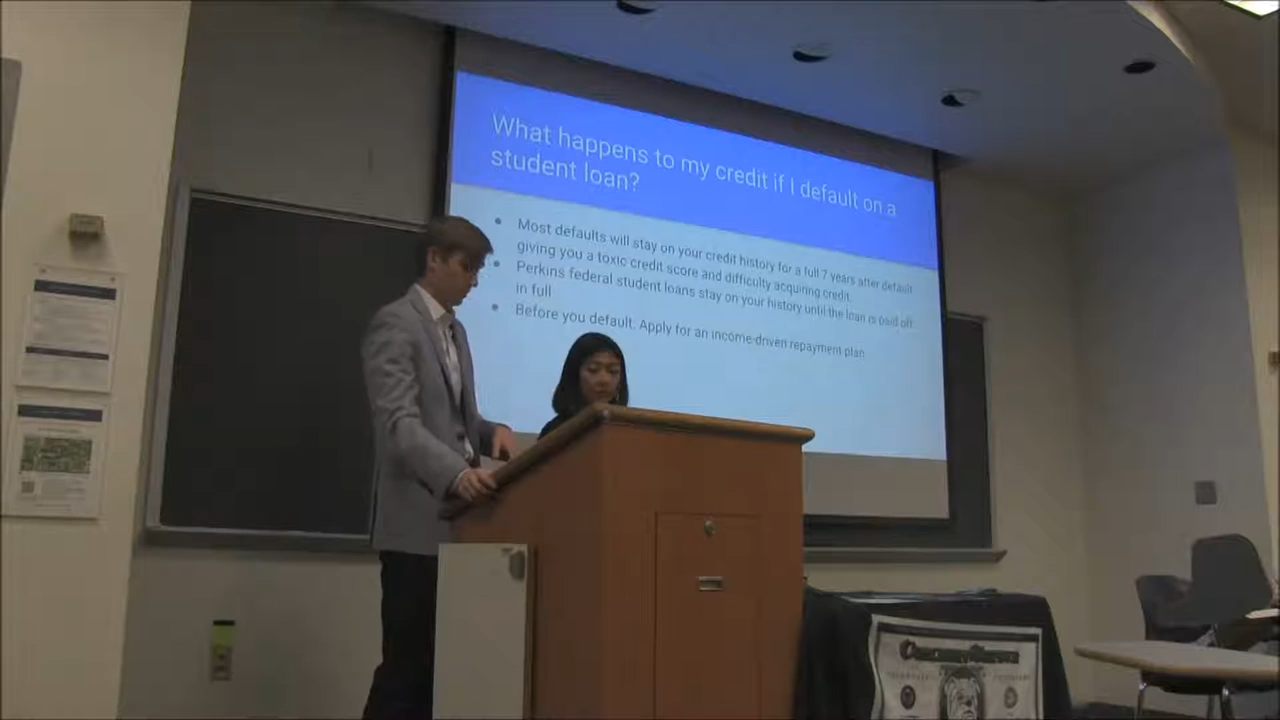 What happens to my credit if I default on a
student loan?
Most defaults will stay on your credit history for a full 7 years after default
giving you a toxic credit score and difficulty acquiring credit.
Perkins federal student loans stay on your history until the loan is paid off
in full
Before you default. Apply for an income-driven repayment plan